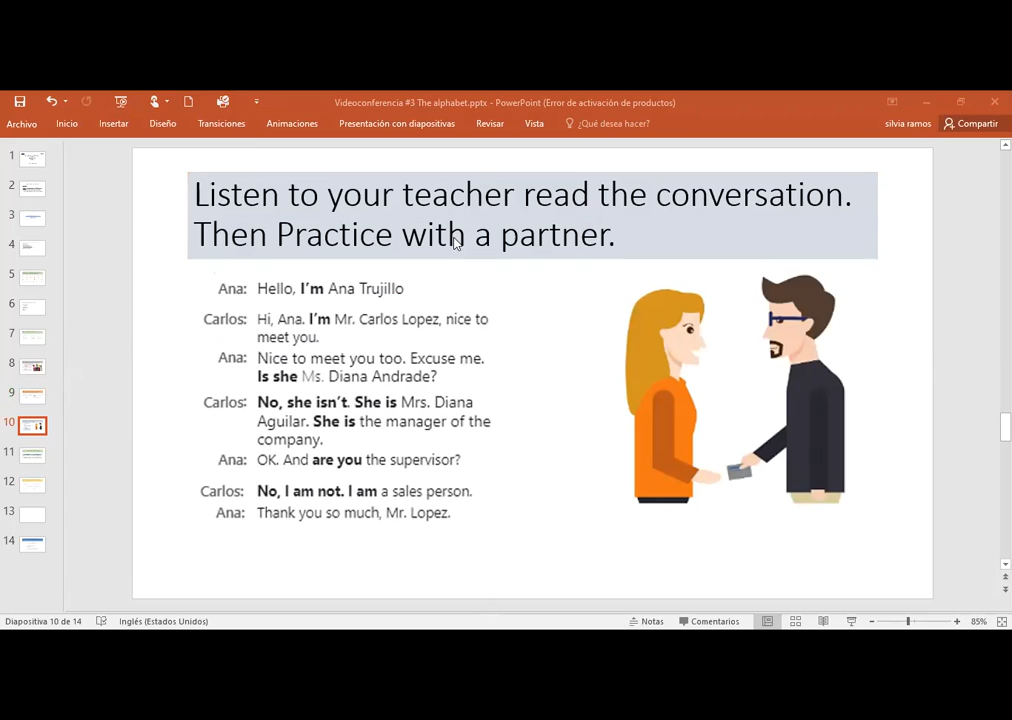 Videoconferencia #3 The alphabet.pptx - PowerPoint (Error de activación de productos)
Archivo Inicio Insertar Diseño Transiciones Animaciones Presentación con diapositivas Revisar Vista ¿Qué desea hacer? silvia ramos Compartir
1
2
3
4
5
6
7
8
9
10
11
12
13
14
Listen to your teacher read the conversation.
Then Practice with a partner.
Ana: Hello, I'm Ana Trujillo
Carlos: Hi, Ana. I'm Mr. Carlos Lopez, nice to
meet you.
Ana: Nice to meet you too. Excuse me.
Is she Ms. Diana Andrade?
Carlos: No, she isn't. She is Mrs. Diana
Aguilar. She is the manager of the
company.
Ana: OK. And are you the supervisor?
Carlos: No, I am not. I am a sales person.
Ana: Thank you so much, Mr. Lopez.
Diapositiva 10 de 14 Inglés (Estados Unidos) Notas Comentarios 85%